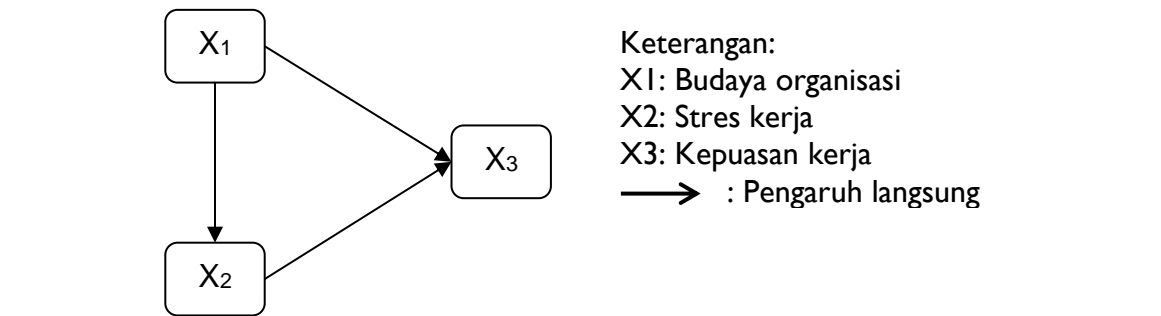 X1
X2
X3
Keterangan:
X1: Budaya organisasi
X2: Stres kerja
X3: Kepuasan kerja
: Pengaruh langsung